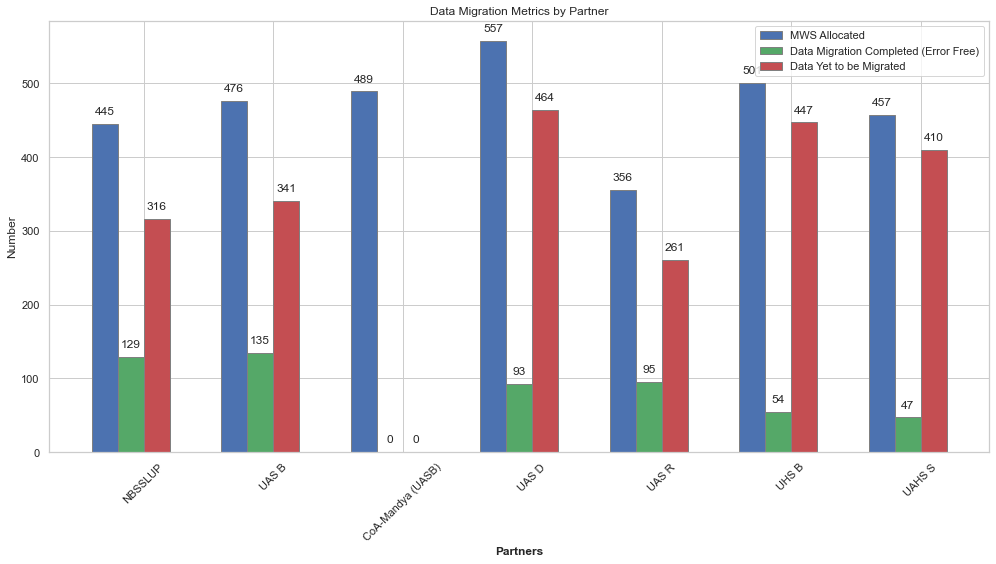 Data Migration Metrics by Partner
MWS Allocated
Data Migration Completed (Error Free)
Data Yet to be Migrated
Number
500
400
300
200
100
0
445
129
316
476
135
341
489
0
0
557
93
464
356
95
261
54
447
457
47
410
NBSSLUP
UAS B
CoA-Mandya (UASB)
UAS D
UAS R
UHS B
UAHS S
Partners